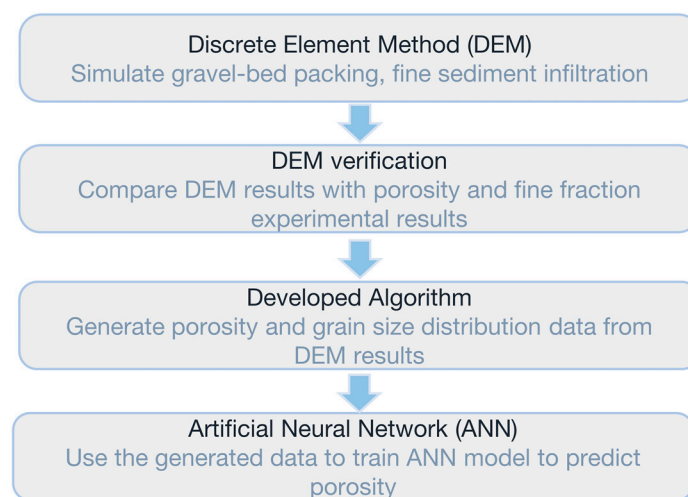 Discrete Element Method (DEM)
Simulate gravel-bed packing, fine sediment infiltration
DEM verification
Compare DEM results with porosity and fine fraction
experimental results
Developed Algorithm
Generate porosity and grain size distribution data from
DEM results
Artificial Neural Network (ANN)
Use the generated data to train ANN model to predict
porosity